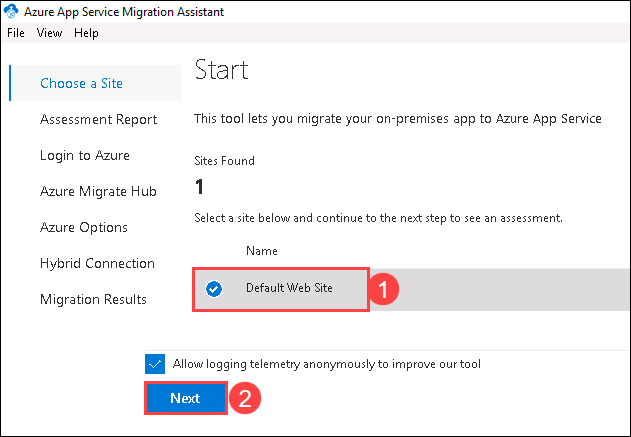 Azure App Service Migration Assistant
File View Help
Choose a Site
Assessment Report
Login to Azure
Azure Migrate Hub
Azure Options
Hybrid Connection
Migration Results
Start
This tool lets you migrate your on-premises app to Azure App Service
Sites Found
1
Select a site below and continue to the next step to see an assessment.
Name
Default Web Site
1
Allow logging telemetry anonymously to improve our tool
Next
2